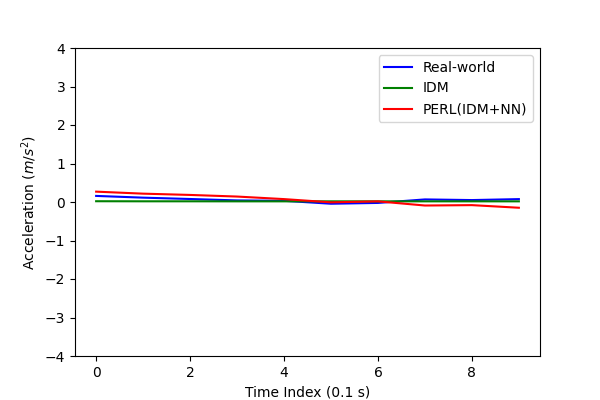 4
3
2
1
0
−1
−2
−3
−4
Acceleration (m/s²)
Real-world
IDM
PERL(IDM+NN)
0 2 4 6 8
Time Index (0.1 s)